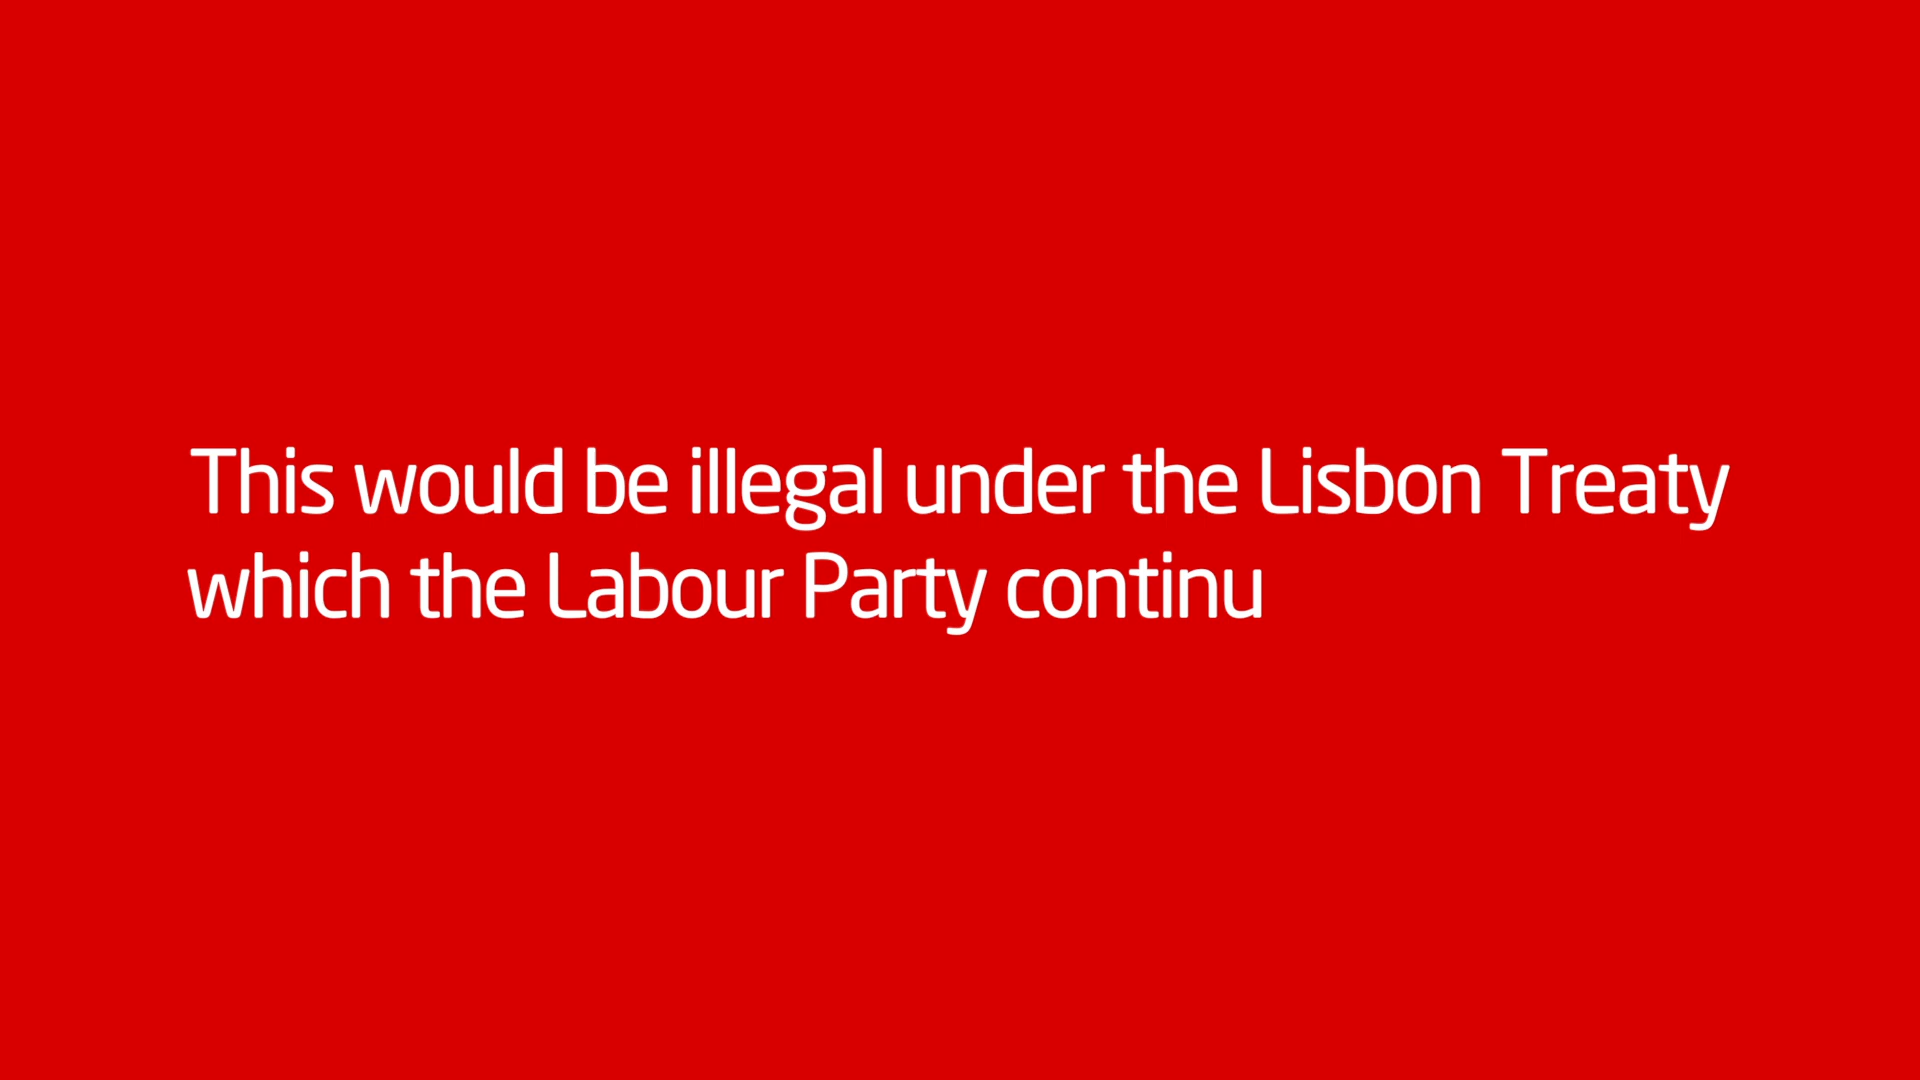 This would be illegal under the Lisbon Treaty
which the Labour Party continu